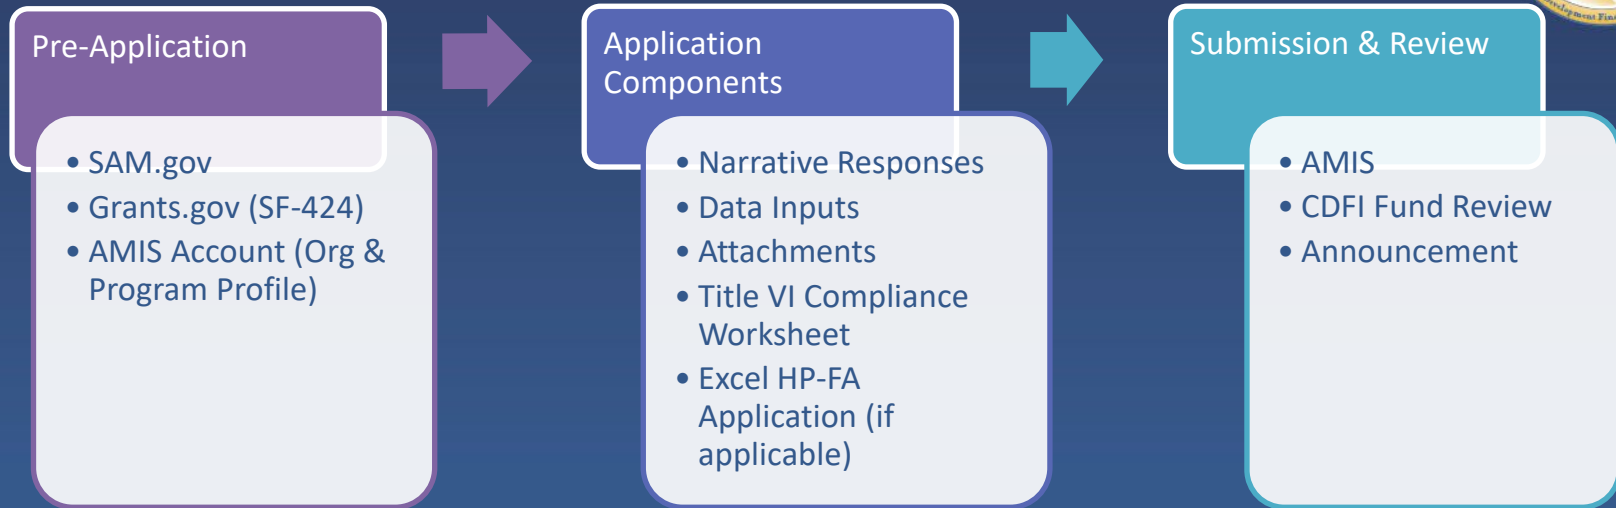 Pre-Application
• SAM.gov
• Grants.gov (SF-424)
• AMIS Account (Org &
Program Profile)
Application
Components
• Narrative Responses
• Data Inputs
• Attachments
• Title VI Compliance
Worksheet
• Excel HP-FA
Application (if
applicable)
Submission & Review
• AMIS
• CDFI Fund Review
• Announcement